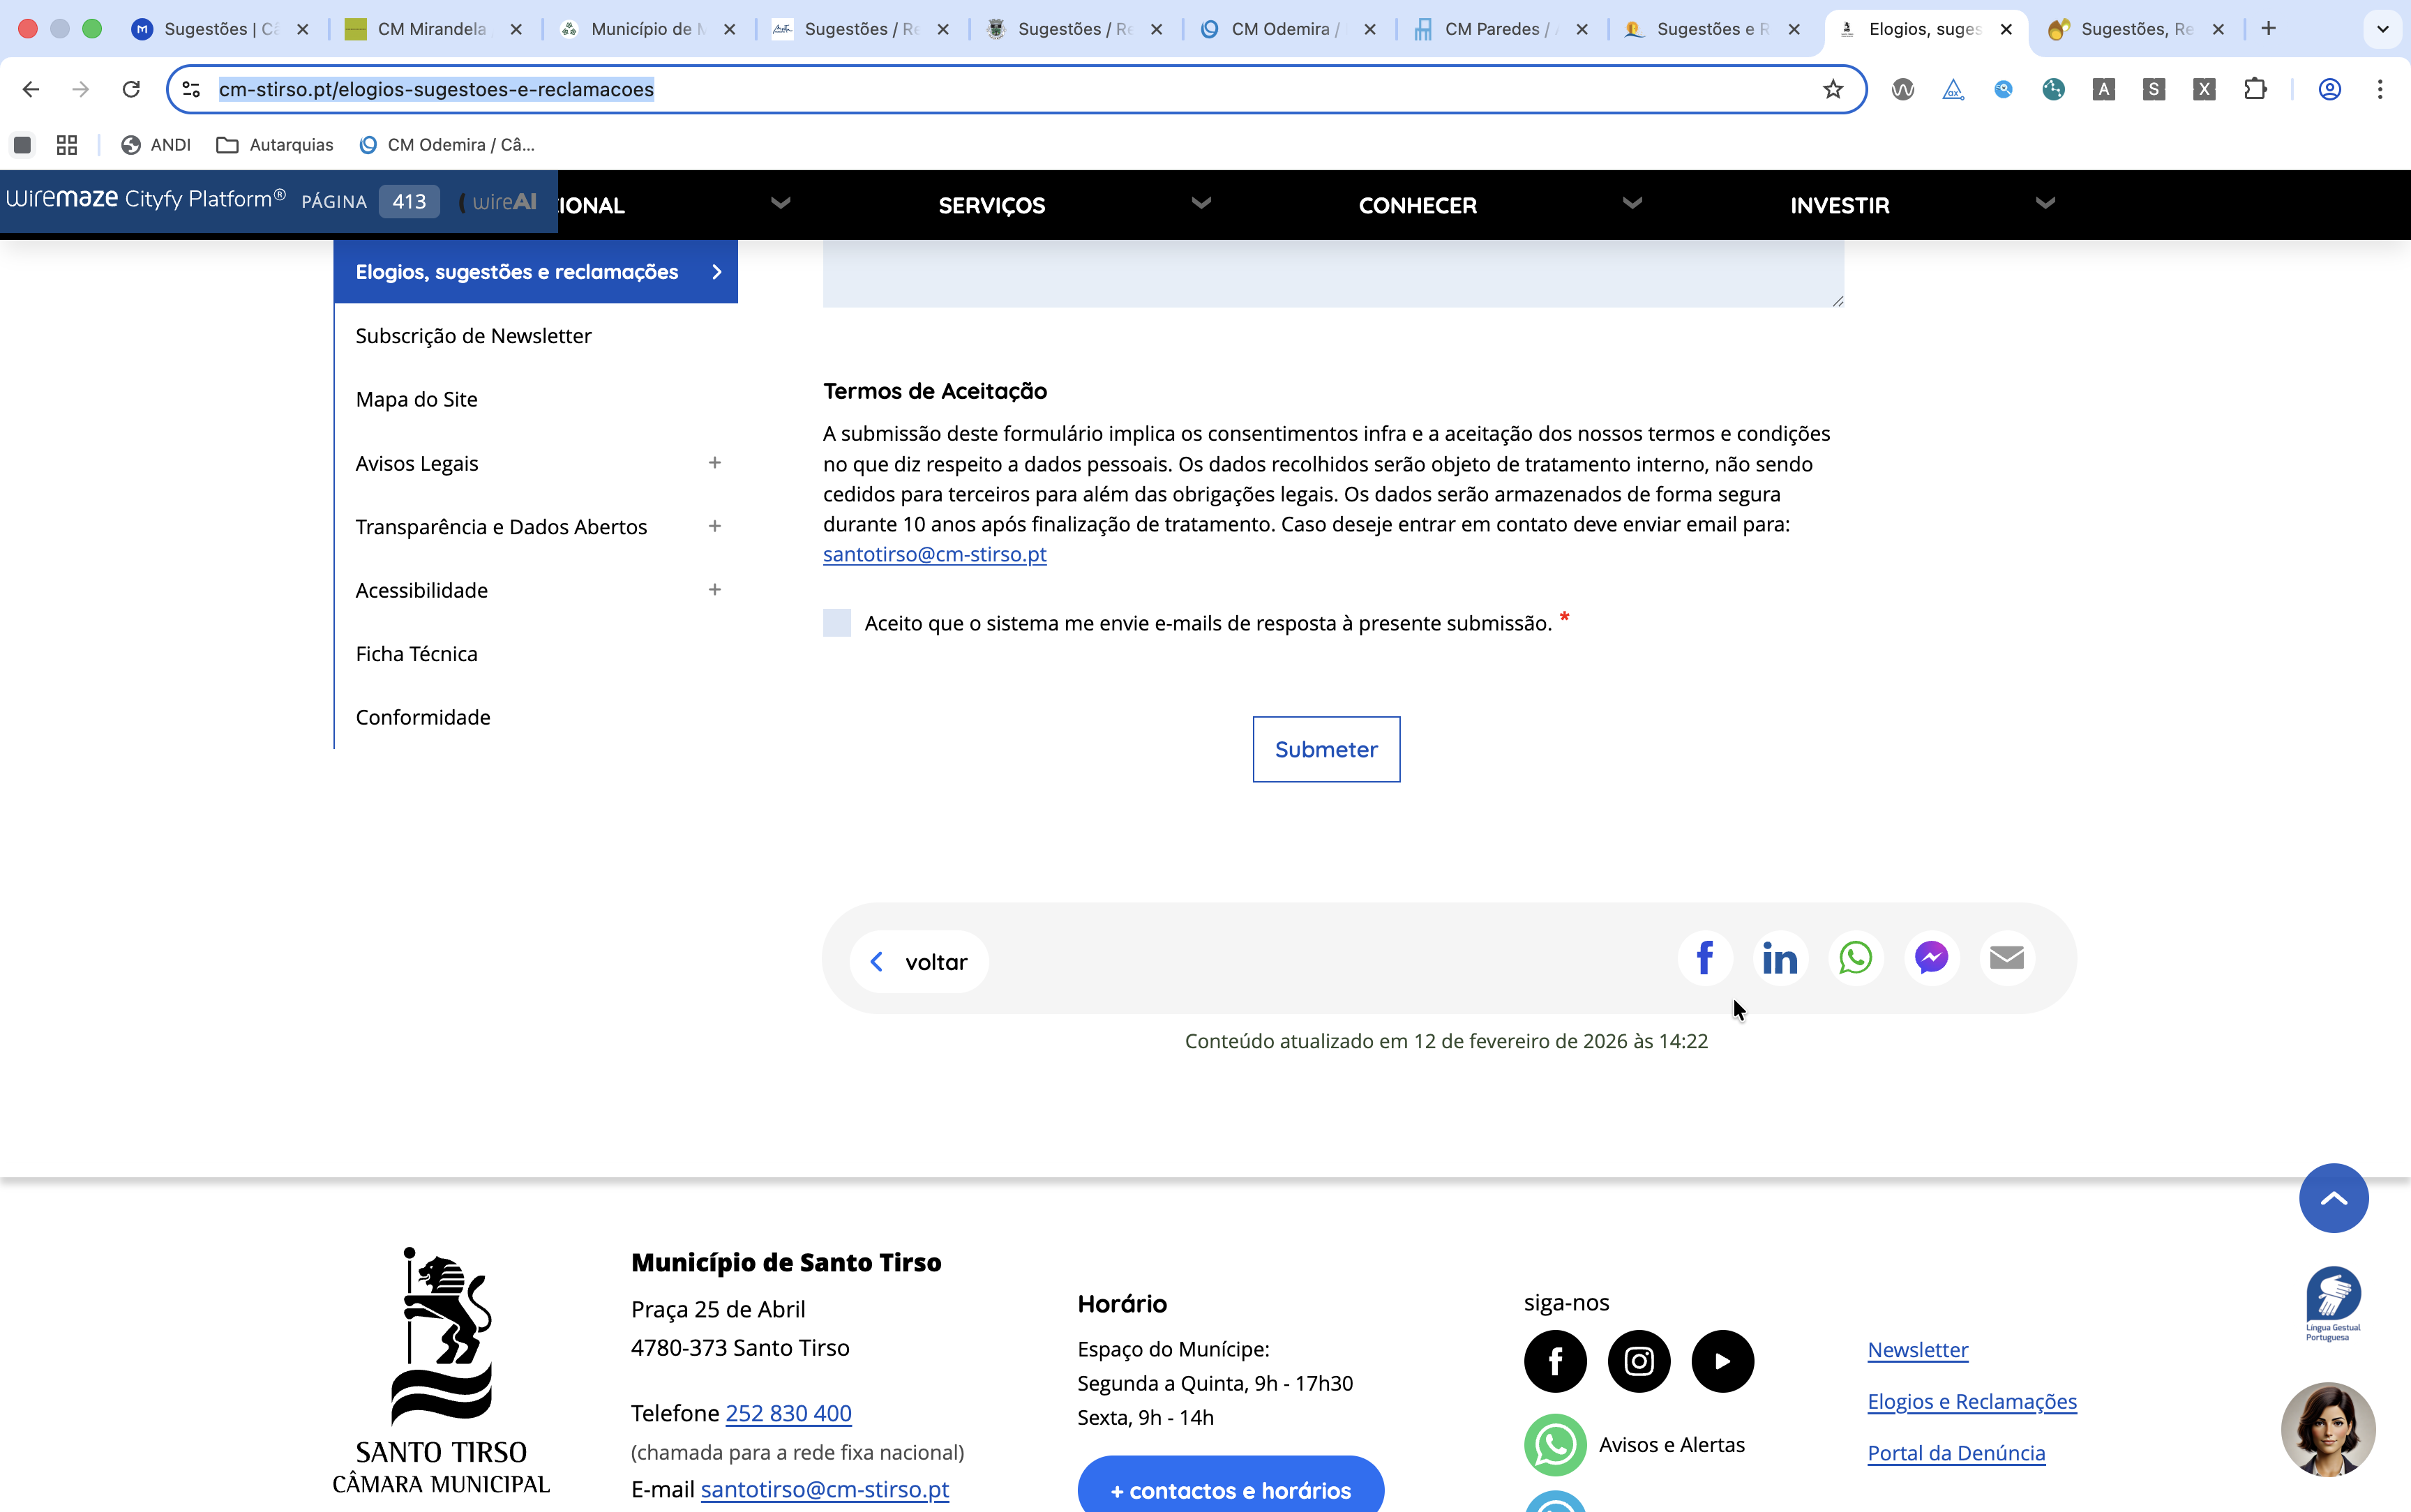 Sugestões | Câ
CM Mirandela
Município de M
Sugestões / Re
Sugestões / Re
CM Odemira /
CM Paredes /
Sugestões e R
Elogios, suges
Sugestões, Re
cm-stirso.pt/elogios-sugestoes-e-reclamacoes
ANDI
Autarquias
CM Odemira / Câ...
wiremaze Cityfy Platform®
PÁGINA
413
wireAI
IONAL
SERVIÇOS
CONHECER
INVESTIR
Elogios, sugestões e reclamações
Subscrição de Newsletter
Mapa do Site
Avisos Legais
Transparência e Dados Abertos
Acessibilidade
Ficha Técnica
Conformidade
Termos de Aceitação
A submissão deste formulário implica os consentimentos infra e a aceitação dos nossos termos e condições
no que diz respeito a dados pessoais. Os dados recolhidos serão objeto de tratamento interno, não sendo
cedidos para terceiros para além das obrigações legais. Os dados serão armazenados de forma segura
durante 10 anos após finalização de tratamento. Caso deseje entrar em contato deve enviar email para:
santotirso@cm-stirso.pt
Aceito que o sistema me envie e-mails de resposta à presente submissão. *
Submeter
voltar
Conteúdo atualizado em 12 de fevereiro de 2026 às 14:22
SANTO TIRSO
CÂMARA MUNICIPAL
Município de Santo Tirso
Praça 25 de Abril
4780-373 Santo Tirso
Telefone 252 830 400
(chamada para a rede fixa nacional)
E-mail santotirso@cm-stirso.pt
Horário
Espaço do Munícipe:
Segunda a Quinta, 9h - 17h30
Sexta, 9h - 14h
+ contactos e horários
siga-nos
Avisos e Alertas
Newsletter
Elogios e Reclamações
Portal da Denúncia
Língua Gestual
Portuguesa